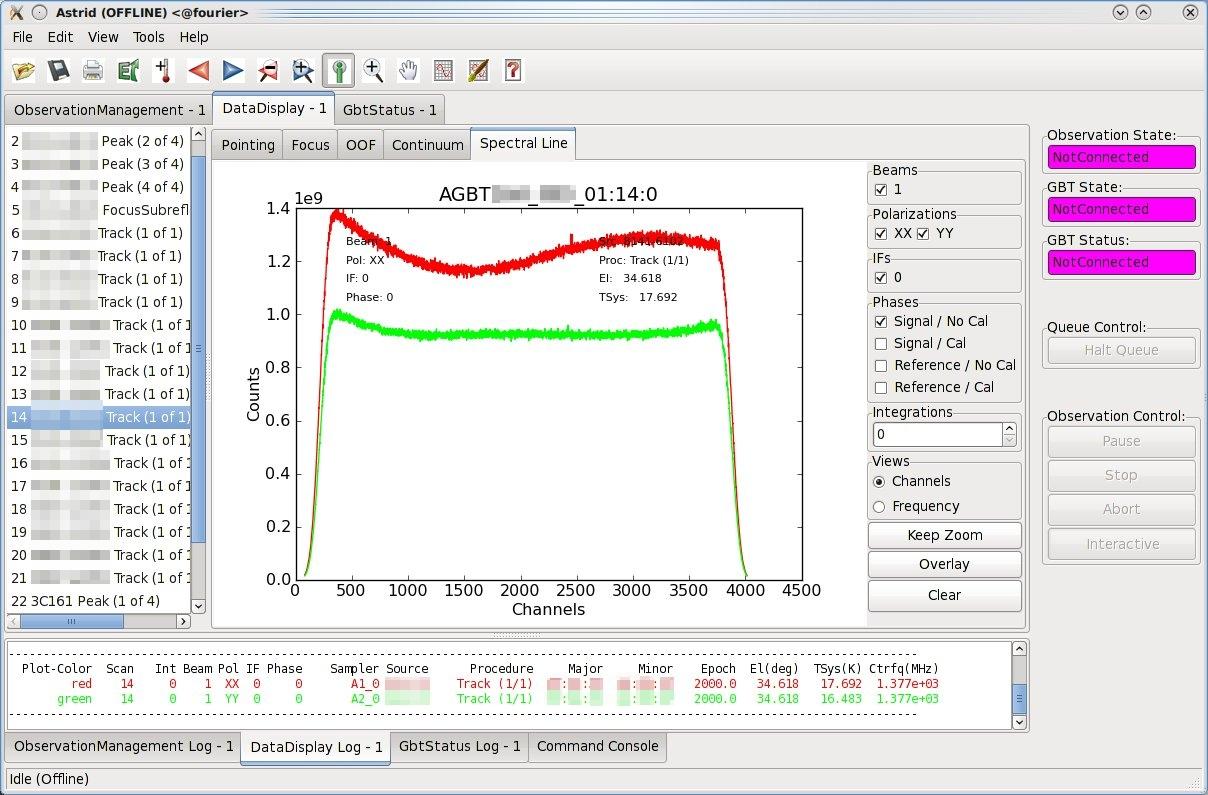 Astrid (OFFLINE) <@fourier>
File Edit View Tools Help
ObservationManagement - 1 DataDisplay - 1 GbtStatus - 1
2 Peak (2 of 4)
3 Peak (3 of 4)
4 Peak (4 of 4)
5 FocusSubrefl
6 Track (1 of 1)
7 Track (1 of 1)
8 Track (1 of 1)
9 Track (1 of 1)
10 Track (1 of 1
11 Track (1 of 1
12 Track (1 of 1)
13 Track (1 of 1)
14 Track (1 of 1)
15 Track (1 of 1)
16 Track (1 of 1
17 Track (1 of 1
18 Track (1 of 1
19 Track (1 of 1
20 Track (1 of 1
21 Track (1 of 1
22 3C161 Peak (1 of 4)
Pointing Focus OOF Continuum Spectral Line
AGBT _ _01:14:0
1e9
1.4
1.2
1.0
0.8
0.6
0.4
0.2
0.0
Counts
0 500 1000 1500 2000 2500 3000 3500 4000 4500
Channels
Beam: 1
Pol: XX
IF: 0
Phase: 0
Proc: Track (1/1)
El: 34.618
TSys: 17.692
Beams
1
Polarizations
XX YY
IFs
0
Phases
Signal / No Cal
Signal / Cal
Reference / No Cal
Reference / Cal
Integrations
0
Views
Channels
Frequency
Keep Zoom
Overlay
Clear
Observation State:
NotConnected
GBT State:
NotConnected
GBT Status:
NotConnected
Queue Control:
Halt Queue
Observation Control:
Pause
Stop
Abort
Interactive
Plot-Color Scan Int Beam Pol IF Phase Sampler Source Procedure Major Minor Epoch El(deg) TSys(K) Ctrfq(MHz)
red 14 0 1 XX 0 0 A1_0 Track (1/1) : : : : 2000.0 34.618 17.692 1.377e+03
green 14 0 1 YY 0 0 A2_0 Track (1/1) : : : : 2000.0 34.618 16.483 1.377e+03
ObservationManagement Log - 1 DataDisplay Log - 1 GbtStatus Log - 1 Command Console
Idle (Offline)